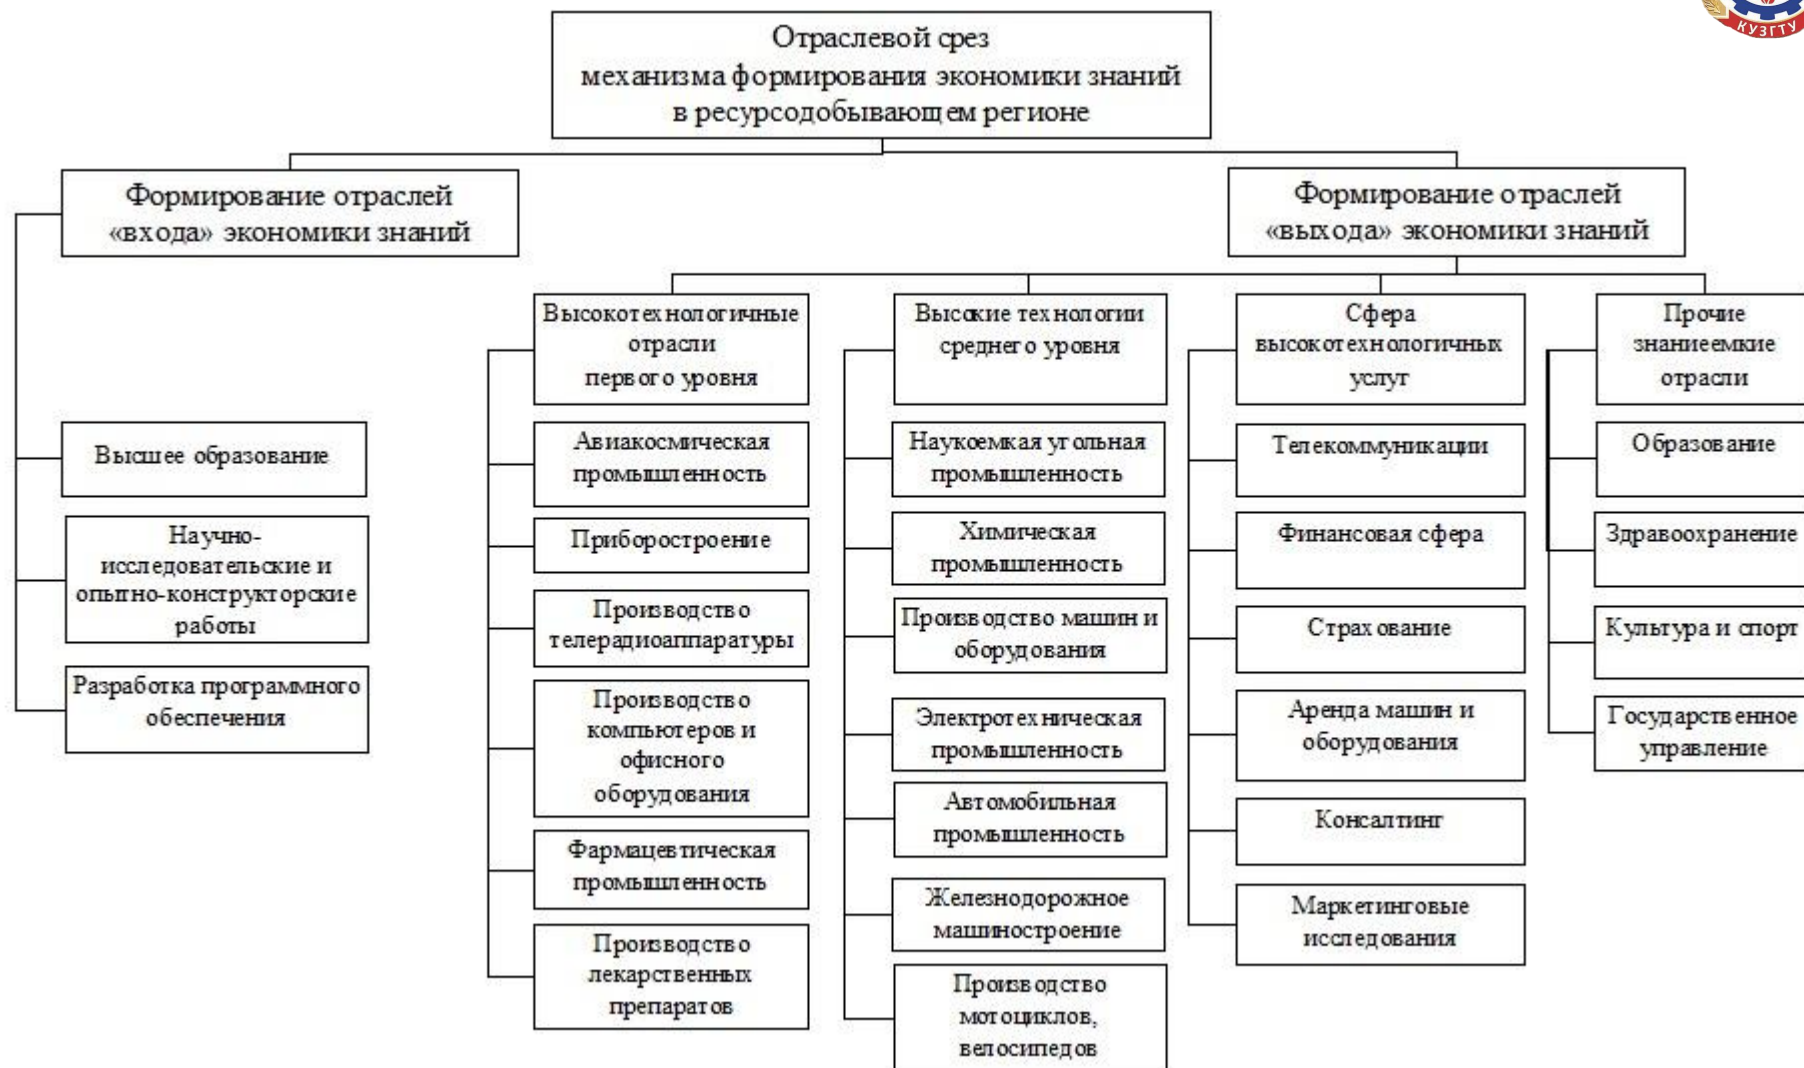 КУЗГТУ
Отраслевой срез
механизма формирования экономики знаний
в ресурсодобывающем регионе
Формирование отраслей
«входа» экономики знаний
Высшее образование
Научно-
исследовательские и
опытно-конструкторские
работы
Разработка программного
обеспечения
Формирование отраслей
«выхода» экономики знаний
Высокотехнологичные
отрасли
первого уровня
Авиакосмическая
промышленность
Приборостроение
Производство
телерадиоаппаратуры
Производство
компьютеров и
офисного
оборудования
Фармацевтическая
промышленность
Производство
лекарственных
препаратов
Высокие технологии
среднего уровня
Наукоемкая угольная
промышленность
Химическая
промышленность
Производство машин и
оборудования
Электротехническая
промышленность
Автомобильная
промышленность
Железнодорожное
машиностроение
Производство
мотоциклов,
велосипедов
Сфера
высокотехнологичных
услуг
Телекоммуникации
Финансовая сфера
Страхование
Аренда машин и
оборудования
Консалтинг
Маркетинговые
исследования
Прочие
знаниеемкие
отрасли
Образование
Здравоохранение
Культура и спорт
Государственное
управление